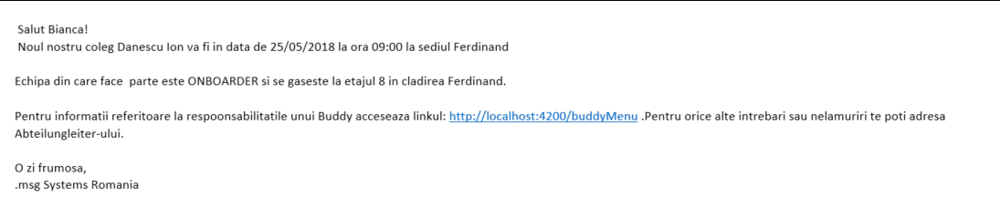 Salut Bianca!
Noul nostru coleg Danescu Ion va fi in data de 25/05/2018 la ora 09:00 la sediul Ferdinand
Echipa din care face parte este ONBOARDER si se gaseste la etajul 8 in cladirea Ferdinand.
Pentru informatii referitoare la respoonsabilitatile unui Buddy acceseaza linkul: http://localhost:4200/buddyMenu .Pentru orice alte intrebari sau nelamuriri te poti adresa
Abteilungleiter-ului.
O zi frumosa,
.msg Systems Romania